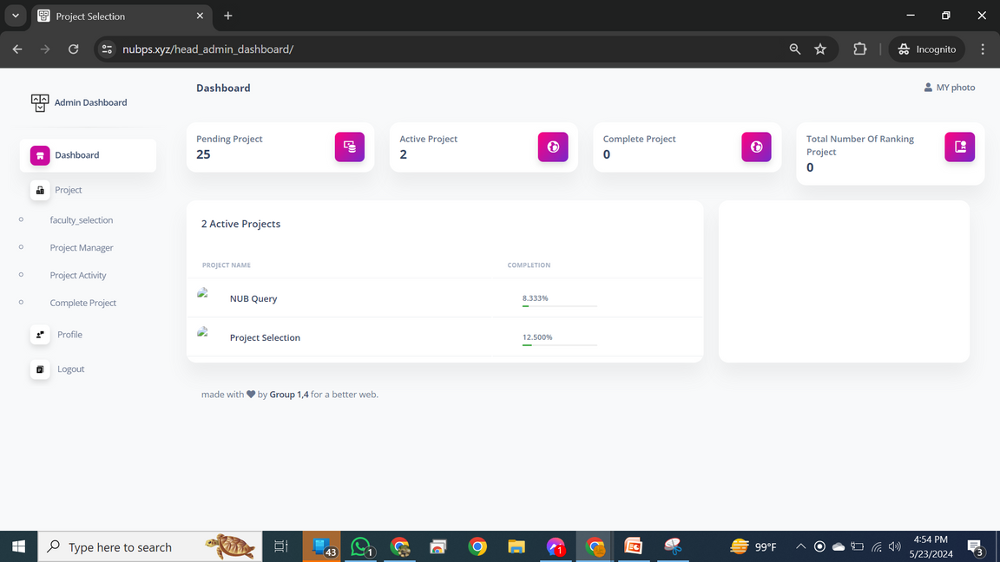 Project Selection
nubps.xyz/head_admin_dashboard/
Incognito
Admin Dashboard
Dashboard
MY photo
Dashboard
Project
faculty_selection
Project Manager
Project Activity
Complete Project
Profile
Logout
Pending Project
25
Active Project
2
Complete Project
0
Total Number Of Ranking
Project
0
2 Active Projects
PROJECT NAME COMPLETION
NUB Query 8.333%
Project Selection 12.500%
made with by Group 1,4 for a better web.
Type here to search
43
1
1
99°F
4:54 PM
5/23/2024
3